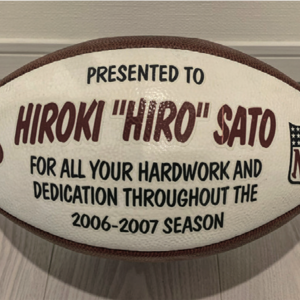 PRESENTED TO
HIROKI "HIRO" SATO
FOR ALL YOUR HARDWORK AND
DEDICATION THROUGHOUT THE
2006-2007 SEASON